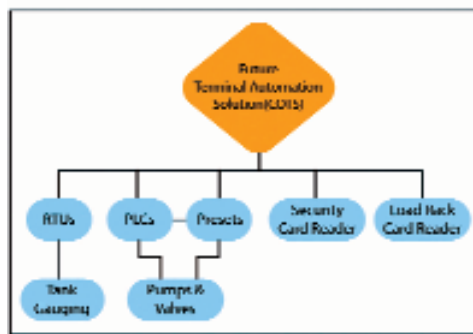 Future
Terminal Automation
Solution(COTS)
RTUs
PLCs
Presets
Security
Card Reader
Load Rack
Card Reader
Tank
Gauging
Pumps &
Valves